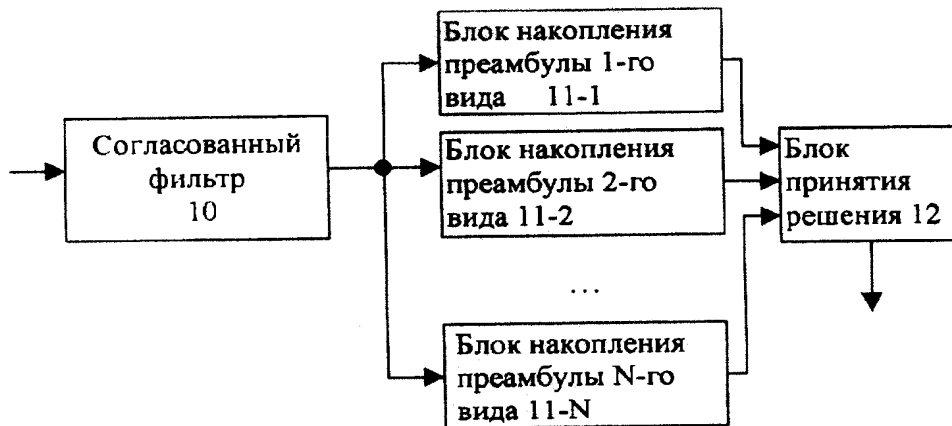 Согласованный
фильтр
10
Блок накопления
преамбулы 1-го
вида 11-1
Блок накопления
преамбулы 2-го
вида 11-2
...
Блок накопления
преамбулы N-го
вида 11-N
Блок
принятия
решения 12